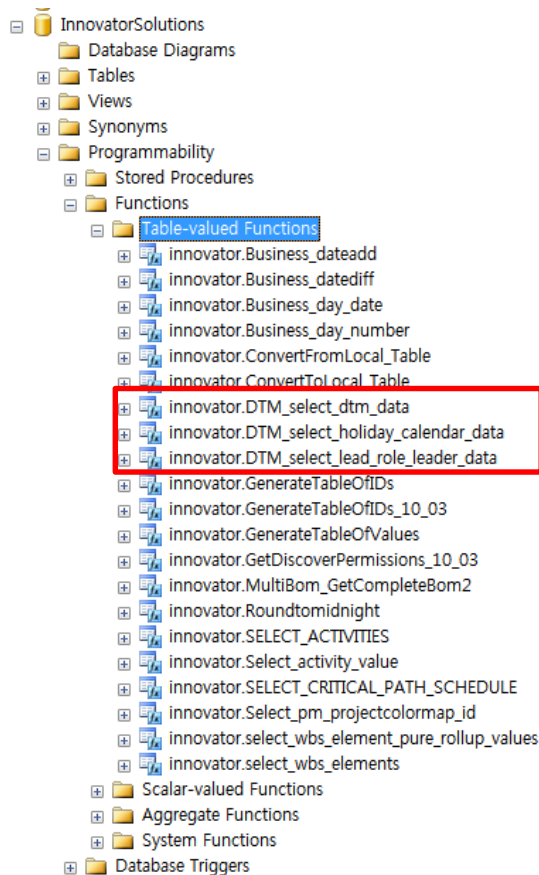 InnovatorSolutions
Database Diagrams
Tables
Views
Synonyms
Programmability
Stored Procedures
Functions
Table-valued Functions
innovator.Business_dateadd
innovator.Business_datediff
innovator.Business_day_date
innovator.Business_day_number
innovator.ConvertFromLocal_Table
innovator.ConvertToLocal_Table
innovator.DTM_select_dtm_data
innovator.DTM_select_holiday_calendar_data
innovator.DTM_select_lead_role_leader_data
innovator.GenerateTableOfIDs
innovator.GenerateTableOfIDs_10_03
innovator.GenerateTableOfValues
innovator.GetDiscoverPermissions_10_03
innovator.MultiBom_GetCompleteBom2
innovator.Roundtomidnight
innovator.SELECT_ACTIVITIES
innovator.Select_activity_value
innovator.SELECT_CRITICAL_PATH_SCHEDULE
innovator.Select_pm_projectcolormap_id
innovator.select_wbs_element_pure_rollup_values
innovator.select_wbs_elements
Scalar-valued Functions
Aggregate Functions
System Functions
Database Triggers